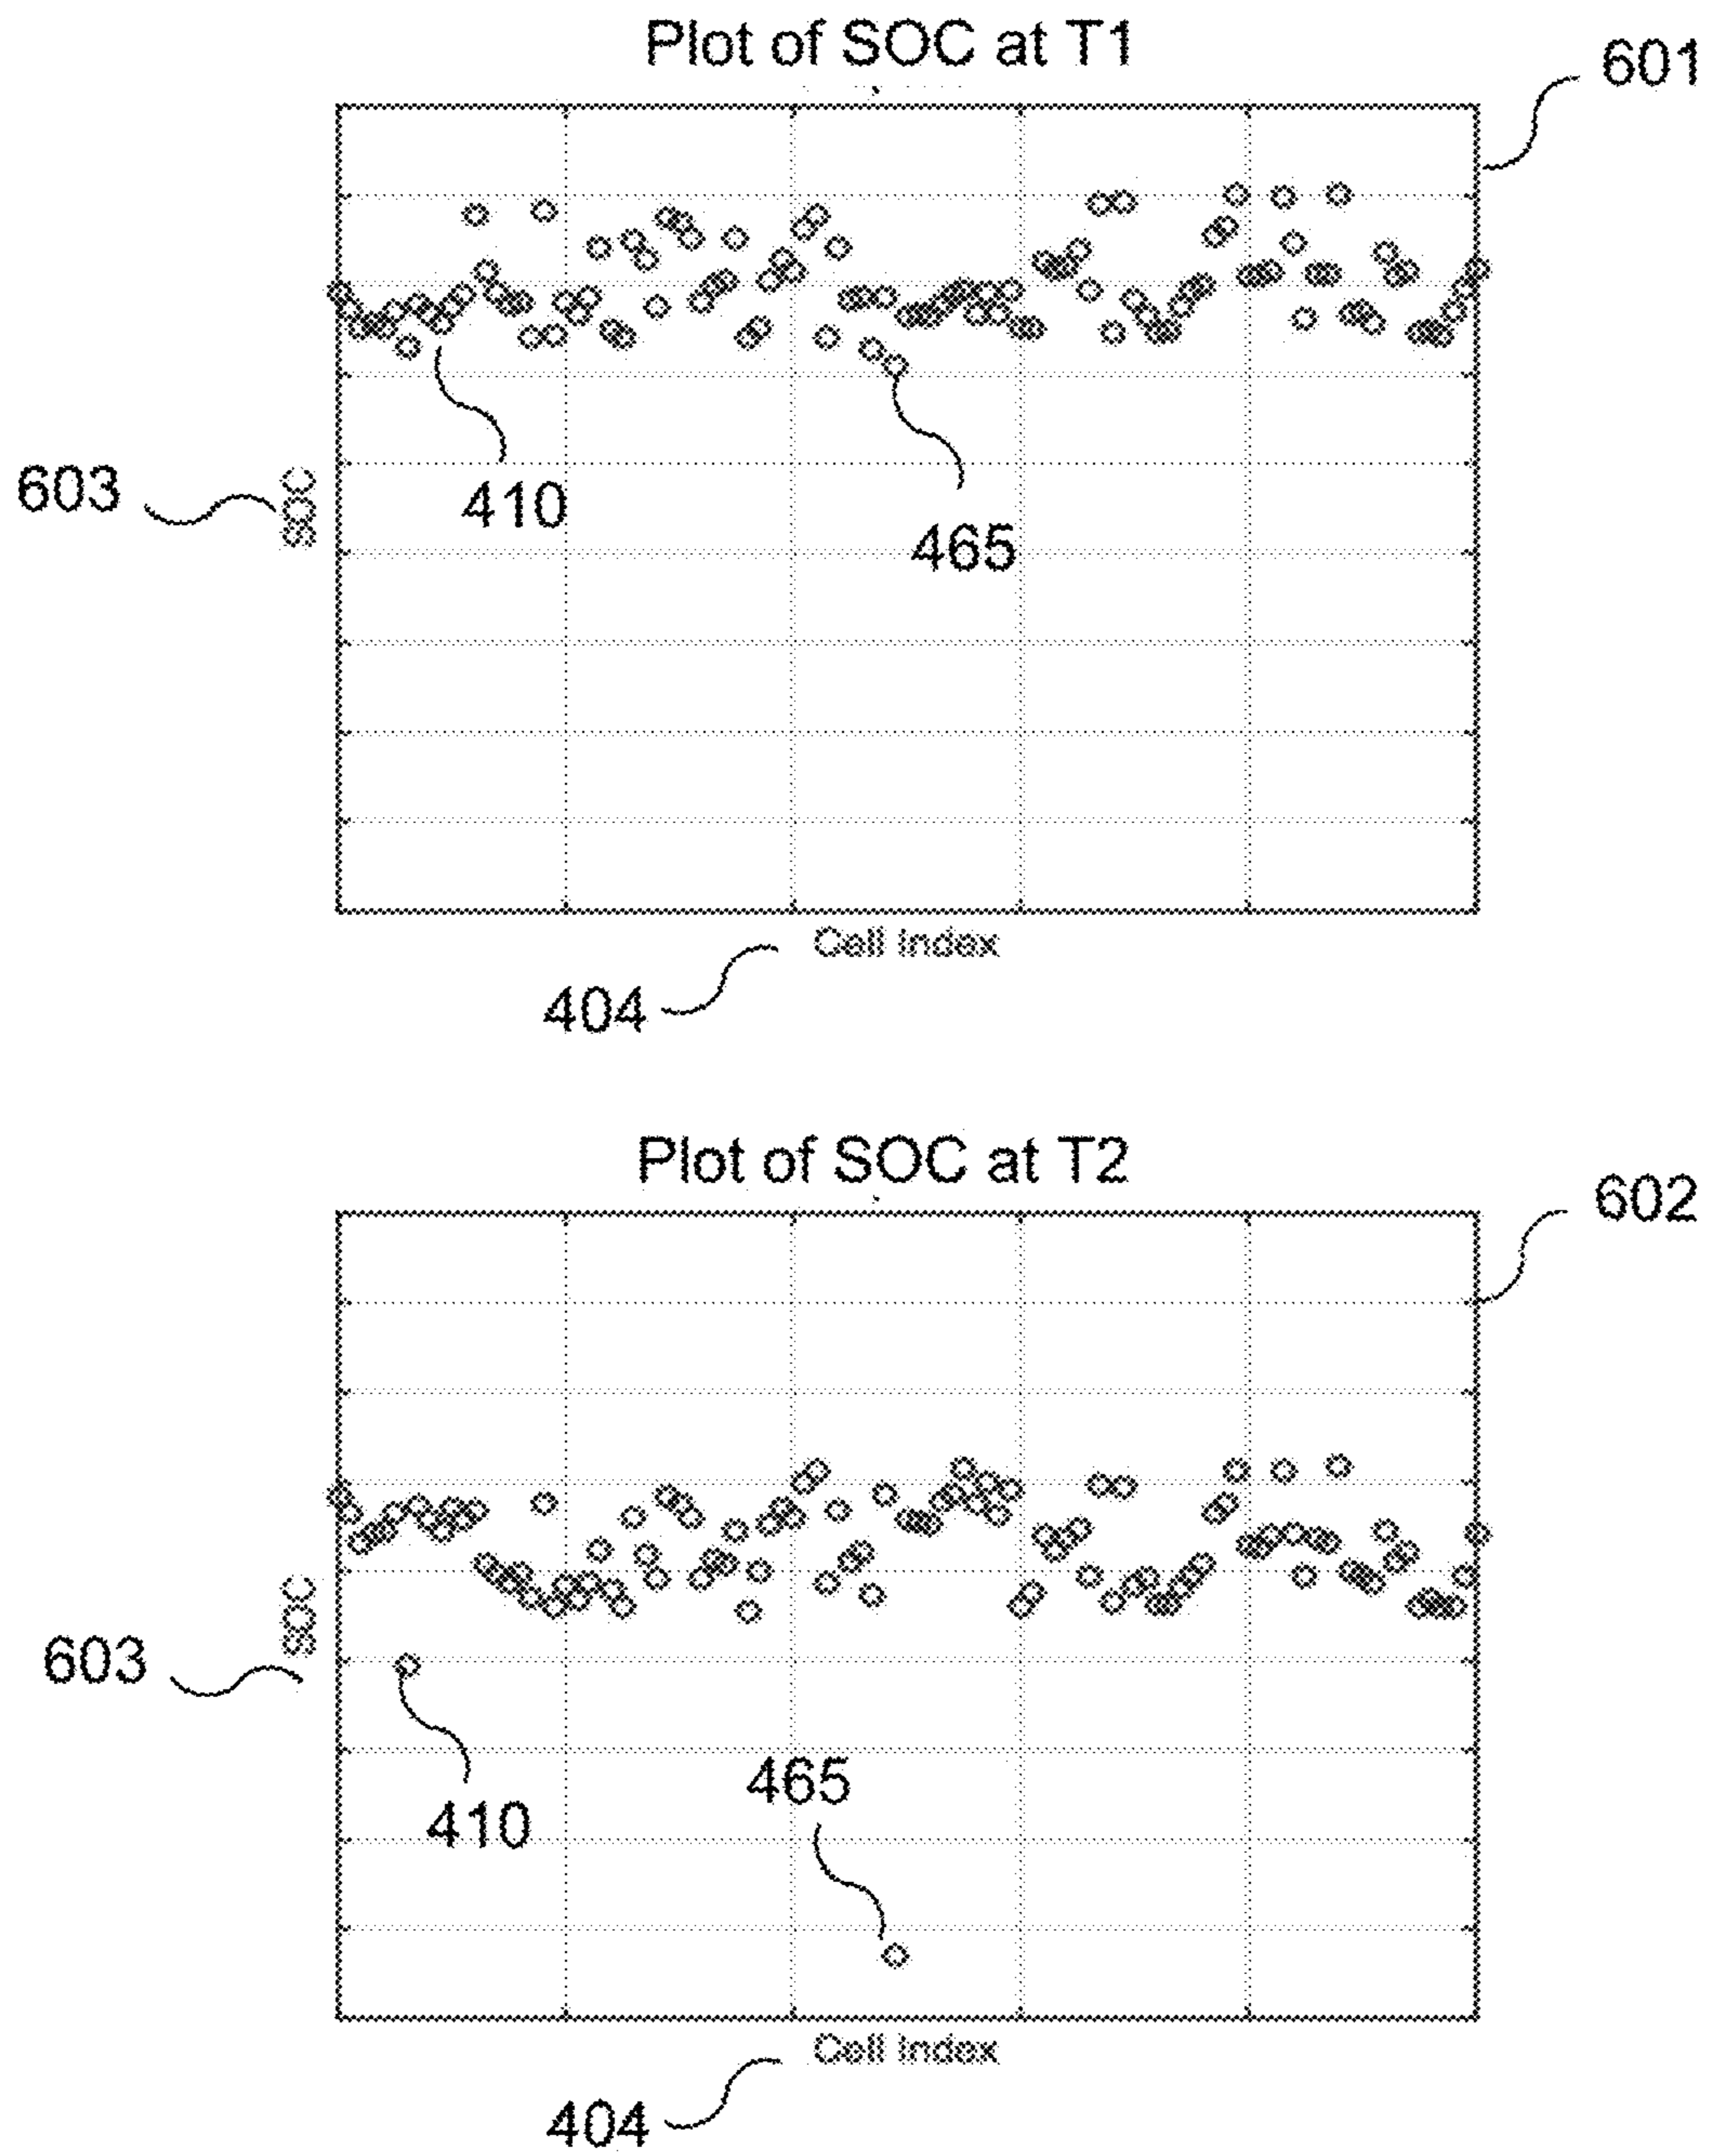 Plot of SOC at T1
601
603
SOC
410
465
Cell Index
404
Plot of SOC at T2
602
603
SOC
465
410
Cell Index
404